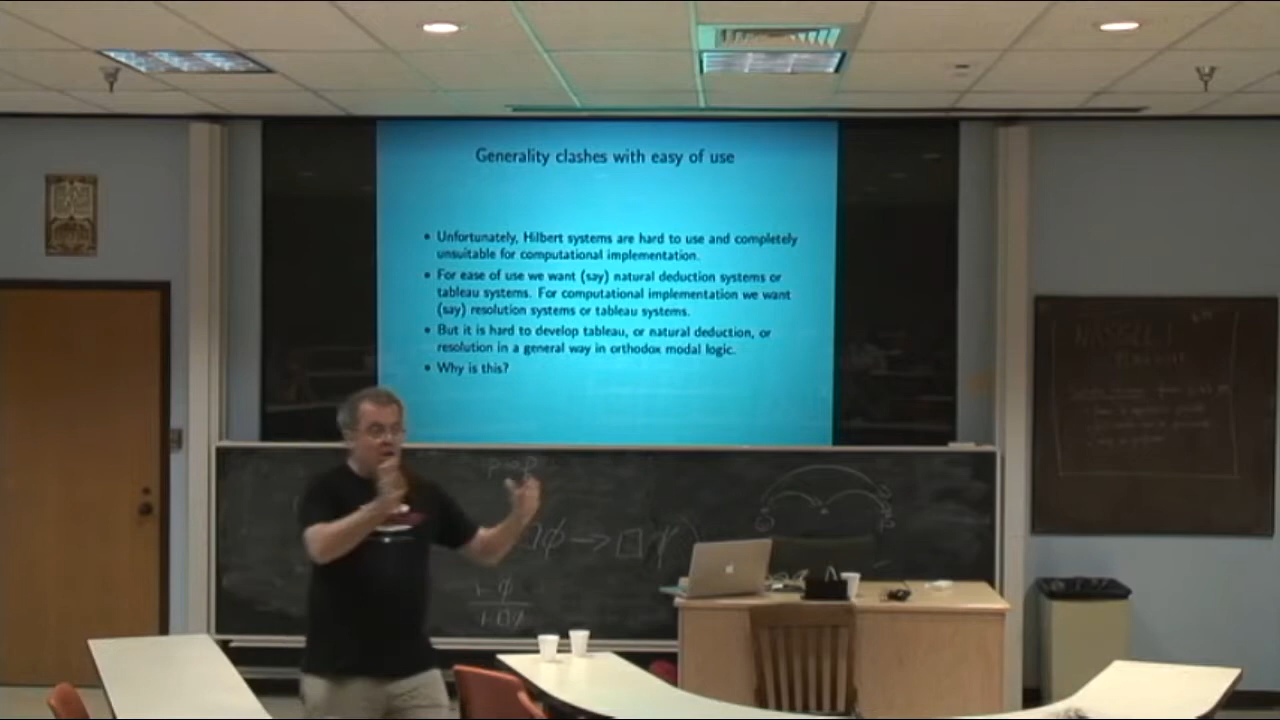 Generality clashes with easy of use
• Unfortunately, Hilbert systems are hard to use and completely
unsuitable for computational implementation.
• For ease of use we want (say) natural deduction systems or
tableau systems. For computational implementation we want
(say) resolution systems or tableau systems.
• But it is hard to develop tableau, or natural deduction, or
resolution in a general way in orthodox modal logic.
• Why is this?
□φ → □ψ)
⊢ φ